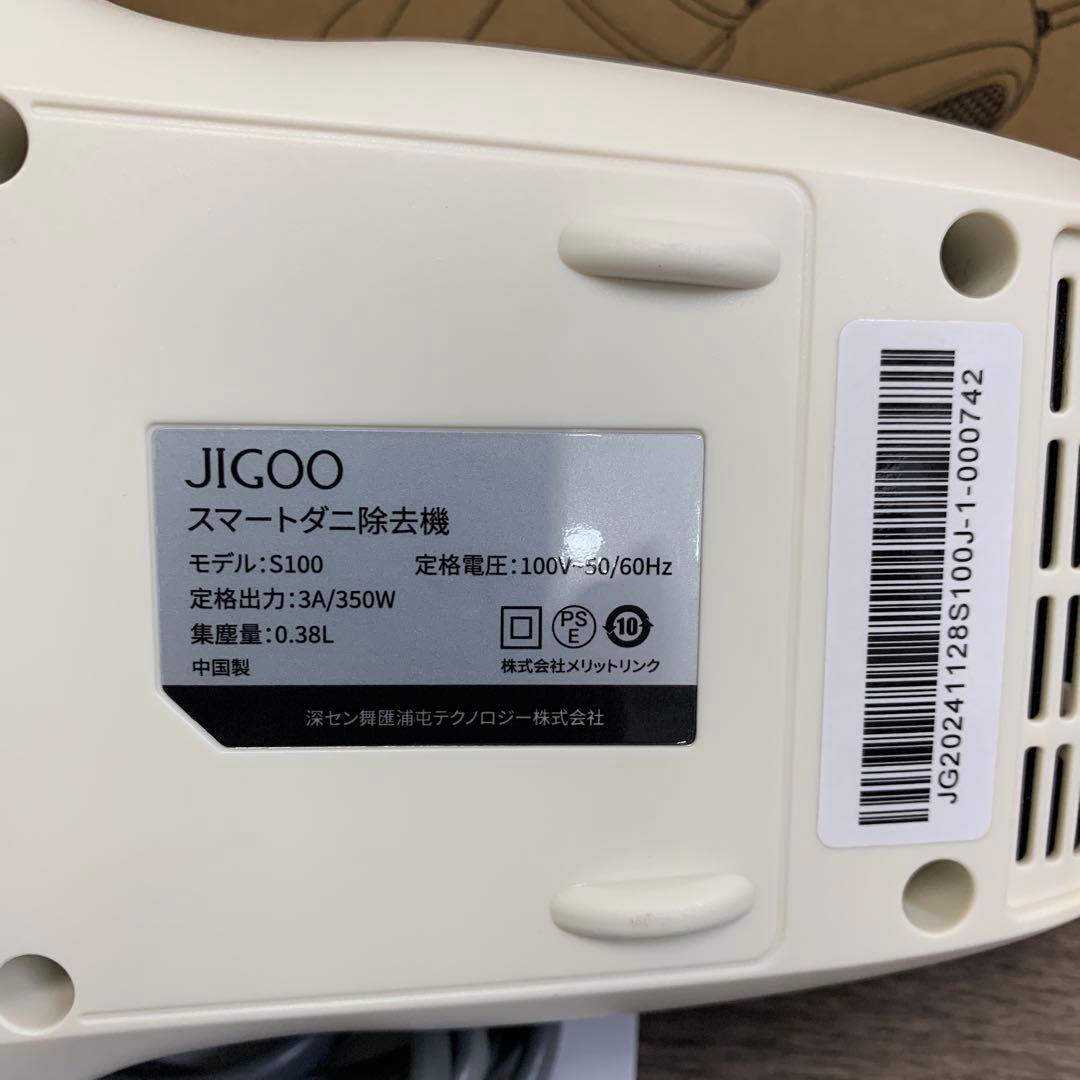 JIGOO
スマートダニ除去機
モデル:S100 定格電圧:100V~50/60Hz
定格出力:3A/350W
集塵量:0.38L
PS
E
10
中国製 株式会社メリットリンク
深セン舞匯浦屯テクノロジー株式会社
JG20241128S100J-1-000742